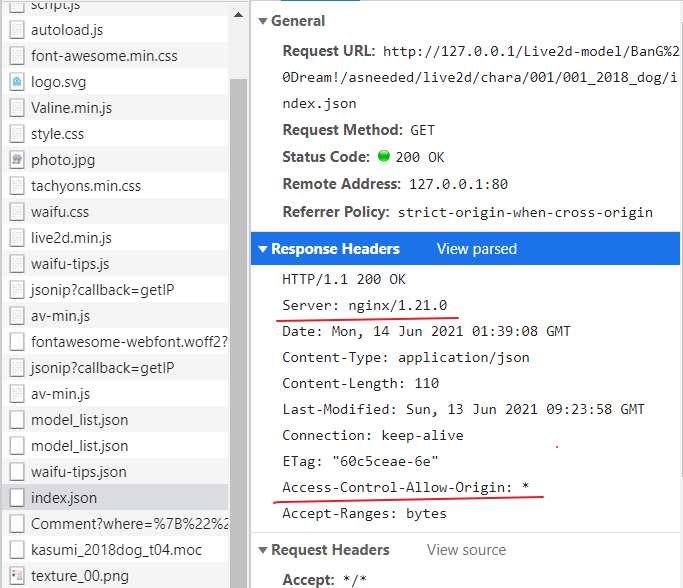 script.js
autoload.js
font-awesome.min.css
logo.svg
Valine.min.js
style.css
photo.jpg
tachyons.min.css
waifu.css
live2d.min.js
waifu-tips.js
jsonip?callback=getIP
av-min.js
fontawesome-webfont.woff2?
jsonip?callback=getIP
av-min.js
model_list.json
model_list.json
waifu-tips.json
index.json
Comment?where=%7B%22%2
kasumi_2018dog_t04.moc
texture_00.png
General
Request URL: http://127.0.0.1/Live2d-model/BanG%2
0Dream!/asneeded/live2d/chara/001/001_2018_dog/i
ndex.json
Request Method: GET
Status Code: 200 OK
Remote Address: 127.0.0.1:80
Referrer Policy: strict-origin-when-cross-origin
Response Headers View parsed
HTTP/1.1 200 OK
Server: nginx/1.21.0
Date: Mon, 14 Jun 2021 01:39:08 GMT
Content-Type: application/json
Content-Length: 110
Last-Modified: Sun, 13 Jun 2021 09:23:58 GMT
Connection: keep-alive
ETag: "60c5ceae-6e"
Access-Control-Allow-Origin: *
Accept-Ranges: bytes
Request Headers View source
Accept: */*